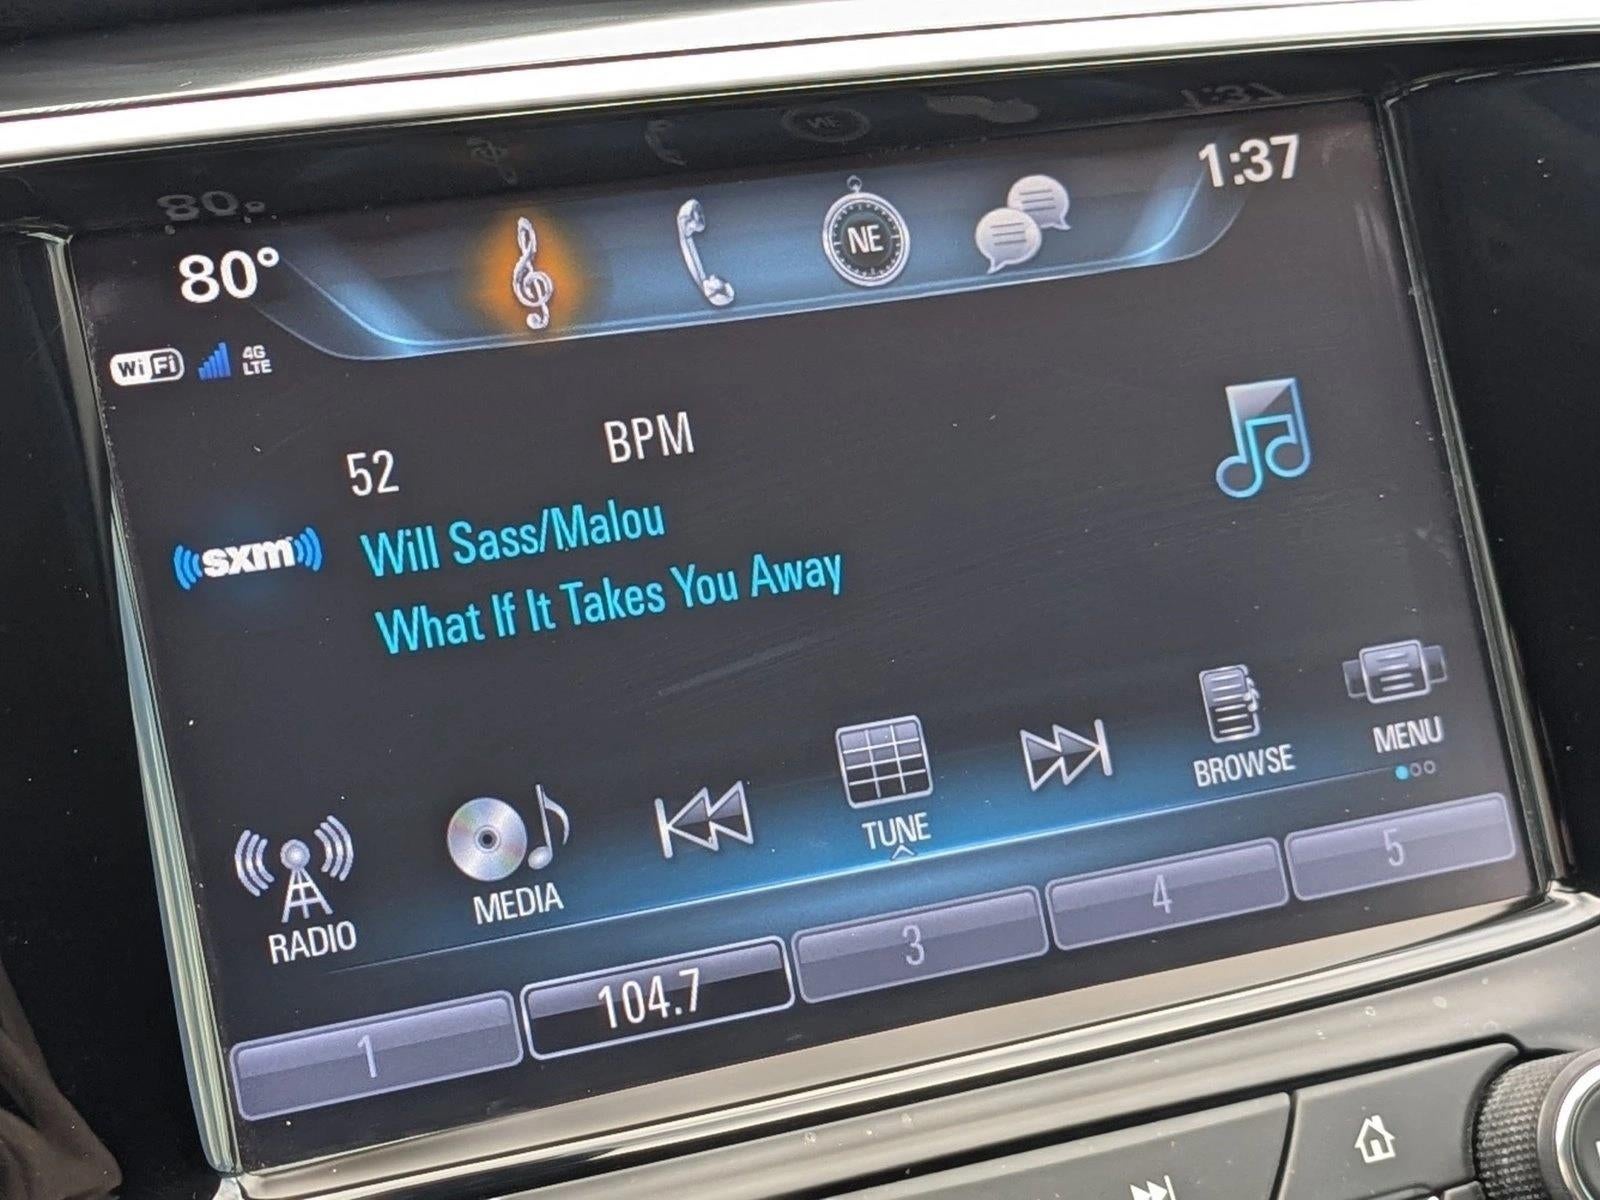 80°
NE
1:37
WiFi
4G
LTE
52 BPM
sxm
Will Sass/Malou
What If It Takes You Away
RADIO
MEDIA
TUNE
BROWSE
MENU
1
104.7
3
4
5